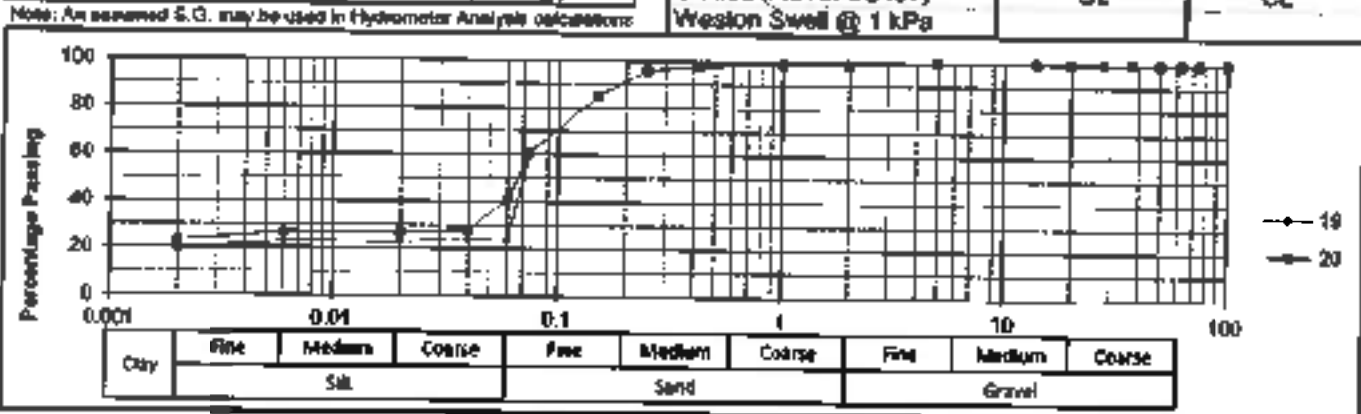 Note: An assumed S.G. may be used in Hydrometer Analysis calculations
Weston Swell @ 1 kPa
Percentage Passing
100
80
60
40
20
0
0.001 0.01 0.1 1 10 100
19
20
Clay Fine Medium Coarse Fine Medium Coarse Fine Medium Coarse
Silt Sand Gravel